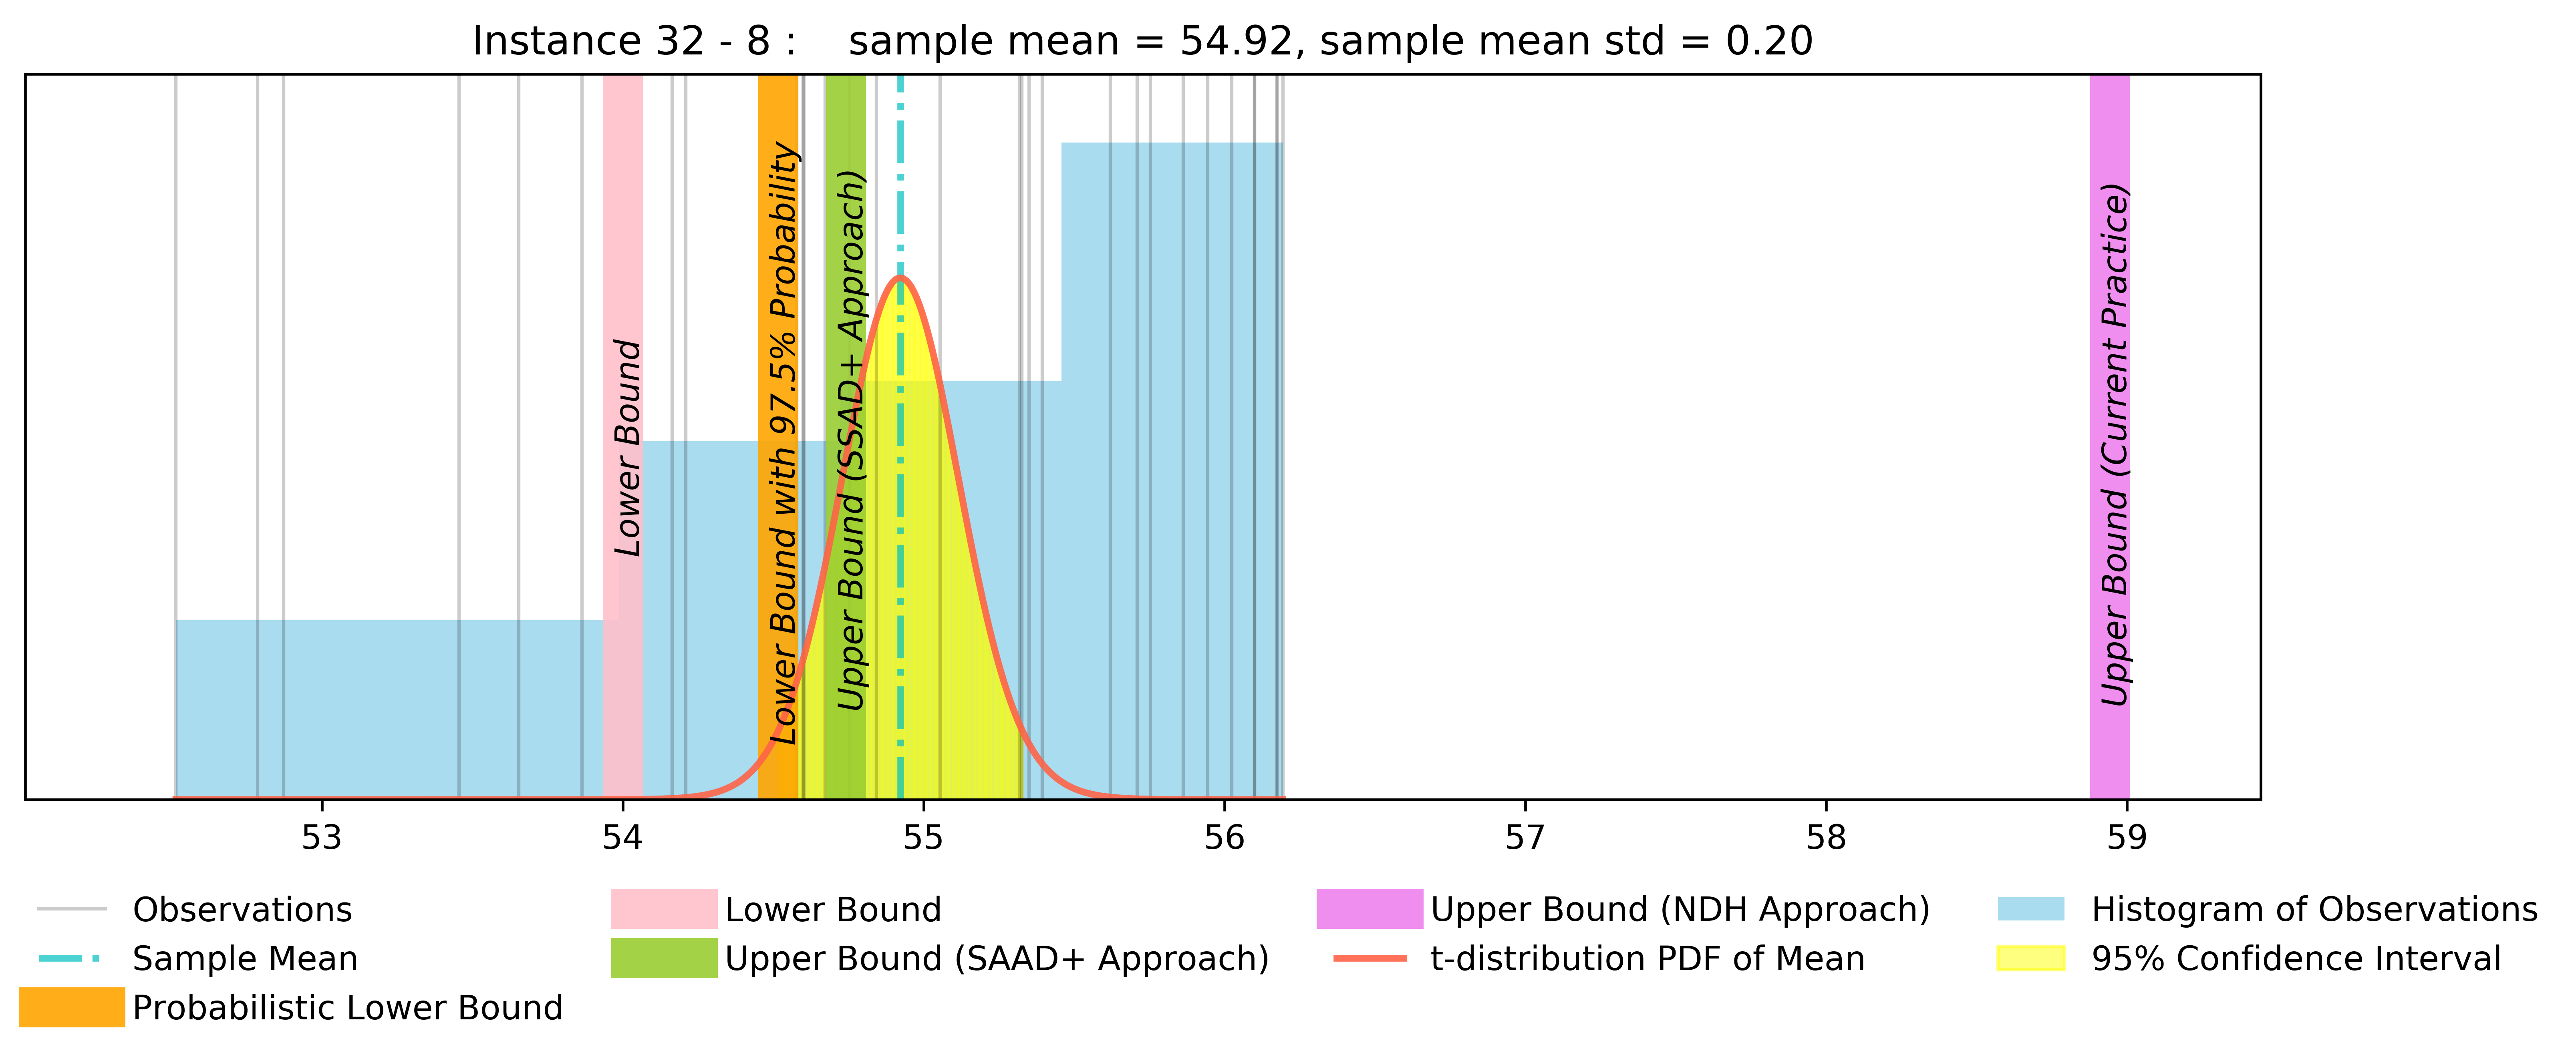 Instance 32 - 8 :    sample mean = 54.92, sample mean std = 0.20
Lower Bound
Lower Bound with 97.5% Probability
Upper Bound (SSAD+ Approach)
Upper Bound (Current Practice)
53 54 55 56 57 58 59
Observations
Sample Mean
Probabilistic Lower Bound
Lower Bound
Upper Bound (SAAD+ Approach)
Upper Bound (NDH Approach)
t-distribution PDF of Mean
Histogram of Observations
95% Confidence Interval